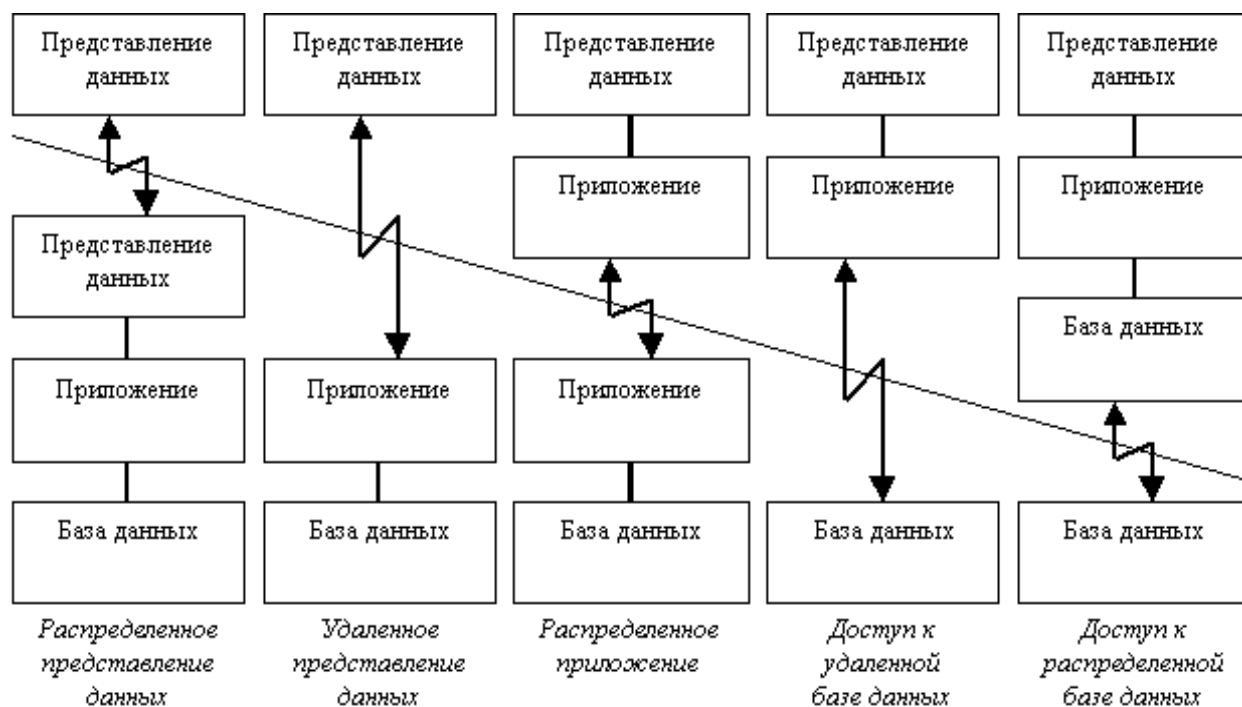 Представление
данных
Представление
данных
Представление
данных
Представление
данных
Представление
данных
Приложение
Приложение
Приложение
Представление
данных
База данных
Приложение
Приложение
Приложение
База данных
База данных
База данных
База данных
База данных
Распределенное
представление
данных
Удаленное
представление
данных
Распределенное
приложение
Доступ к
удаленной
базе данных
Доступ к
распределенной
базе данных